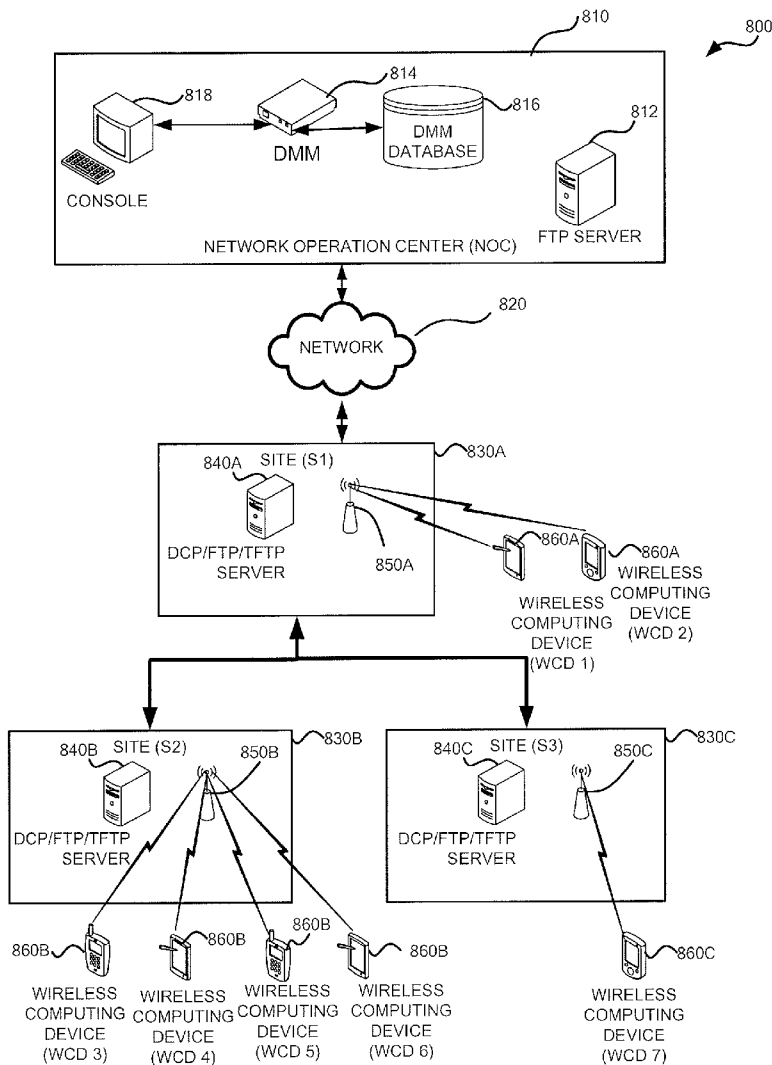 810
800
818
814
816
812
DMM
DATABASE
DMM
CONSOLE
FTP SERVER
NETWORK OPERATION CENTER (NOC)
820
NETWORK
830A
SITE (S1)
840A
850A
DCP/FTP/TFTP
SERVER
860A
WIRELESS
COMPUTING
DEVICE
(WCD 1)
860A
WIRELESS
COMPUTING
DEVICE
(WCD 2)
830B
SITE (S2)
840B
850B
DCP/FTP/TFTP
SERVER
830C
SITE (S3)
840C
850C
DCP/FTP/TFTP
SERVER
860B
WIRELESS
COMPUTING
DEVICE
(WCD 3)
860B
WIRELESS
COMPUTING
DEVICE
(WCD 4)
860B
WIRELESS
COMPUTING
DEVICE
(WCD 5)
860B
WIRELESS
COMPUTING
DEVICE
(WCD 6)
860C
WIRELESS
COMPUTING
DEVICE
(WCD 7)